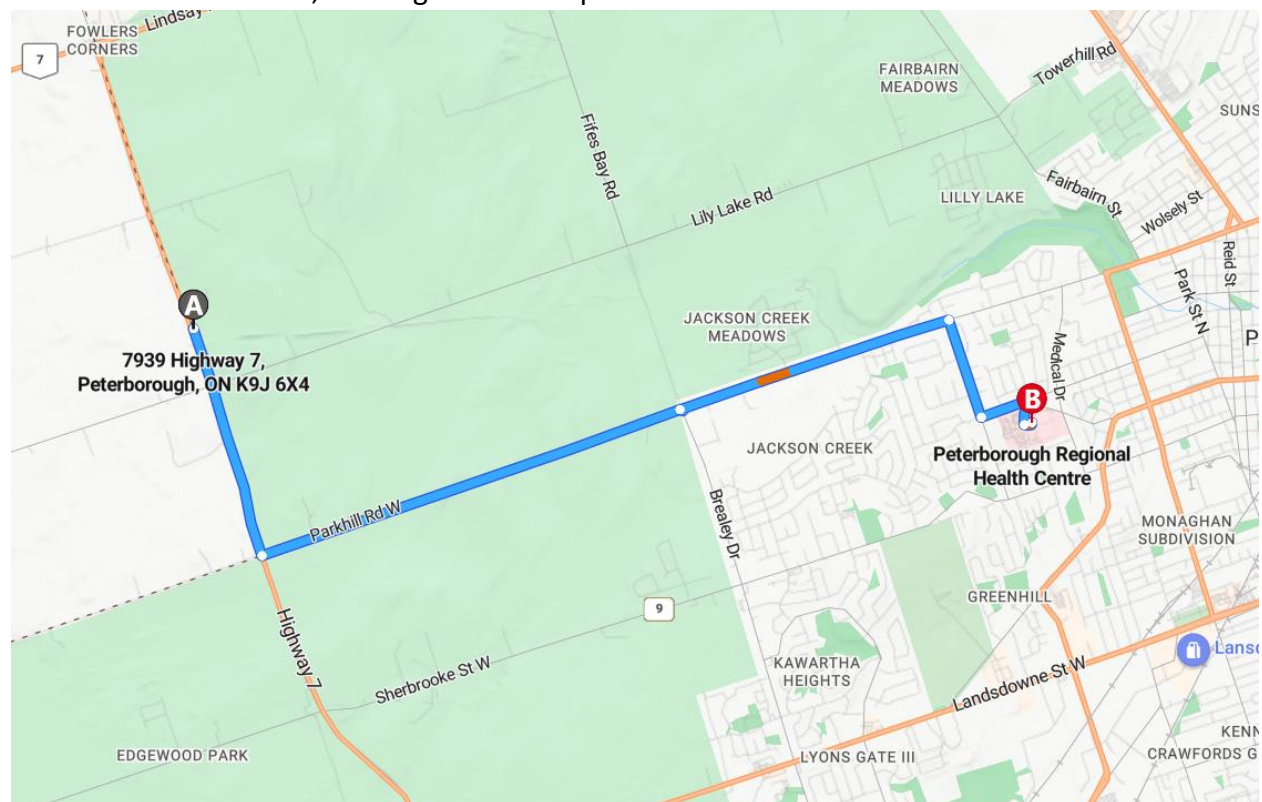 FOWLERS
CORNERS
Lindsay
7
FAIRBAIRN
MEADOWS
Towerhill Rd
SUNS
Fifes Bay Rd
Lily Lake Rd
LILLY LAKE
Fairbairn St
Wolsely St
Reid St
Park St N
P
A
7939 Highway 7,
Peterborough, ON K9J 6X4
JACKSON CREEK
MEADOWS
Medical Dr
B
Peterborough Regional
Health Centre
JACKSON CREEK
Parkhill Rd W
Brealey Dr
MONAGHAN
SUBDIVISION
9
GREENHILL
Highway 7
Sherbrooke St W
KAWARTHA
HEIGHTS
Landsdowne St W
Lansd
EDGEWOOD PARK
LYONS GATE III
KENN
CRAWFORDS G